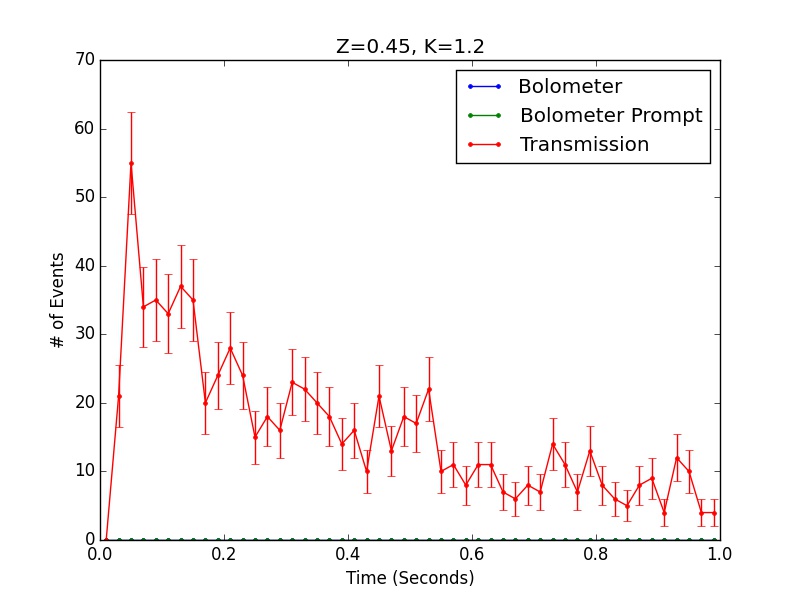 Z=0.45, K=1.2
Bolometer
Bolometer Prompt
Transmission
70
60
50
40
30
20
10
0
# of Events
0.0 0.2 0.4 0.6 0.8 1.0
Time (Seconds)